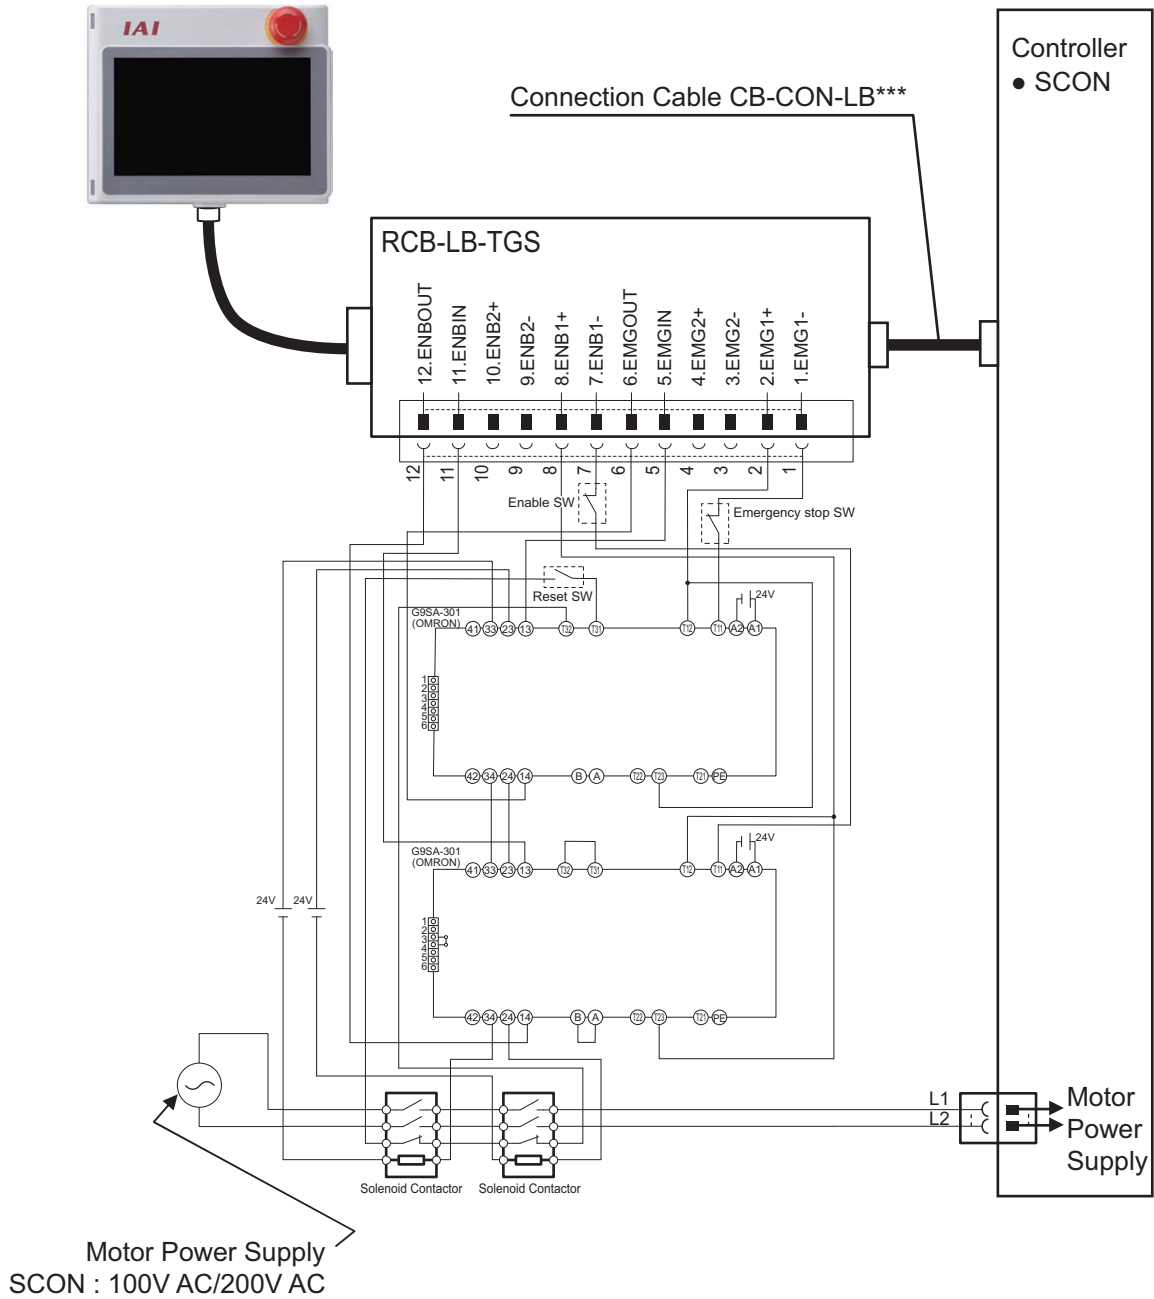 IAI
Controller
● SCON
Connection Cable CB-CON-LB***
RCB-LB-TGS
12.ENBOUT
11.ENBIN
10.ENB2+
9.ENB2-
8.ENB1+
7.ENB1-
6.EMGOUT
5.EMGIN
4.EMG2+
3.EMG2-
2.EMG1+
1.EMG1-
12 11 10 9 8 7 6 5 4 3 2 1
Enable SW
Emergency stop SW
Reset SW
24V
G9SA-301
(OMRON)
41 33 23 13 T32 T31 T12 T11 A2 A1
1
2
3
4
5
6
42 34 24 14 B A T22 T23 T21 PE
24V
G9SA-301
(OMRON)
41 33 23 13 T32 T31 T12 T11 A2 A1
24V 24V
1
2
3
4
5
6
42 34 24 14 B A T22 T23 T21 PE
L1
L2
Motor
Power
Supply
Solenoid Contactor Solenoid Contactor
Motor Power Supply
SCON : 100V AC/200V AC